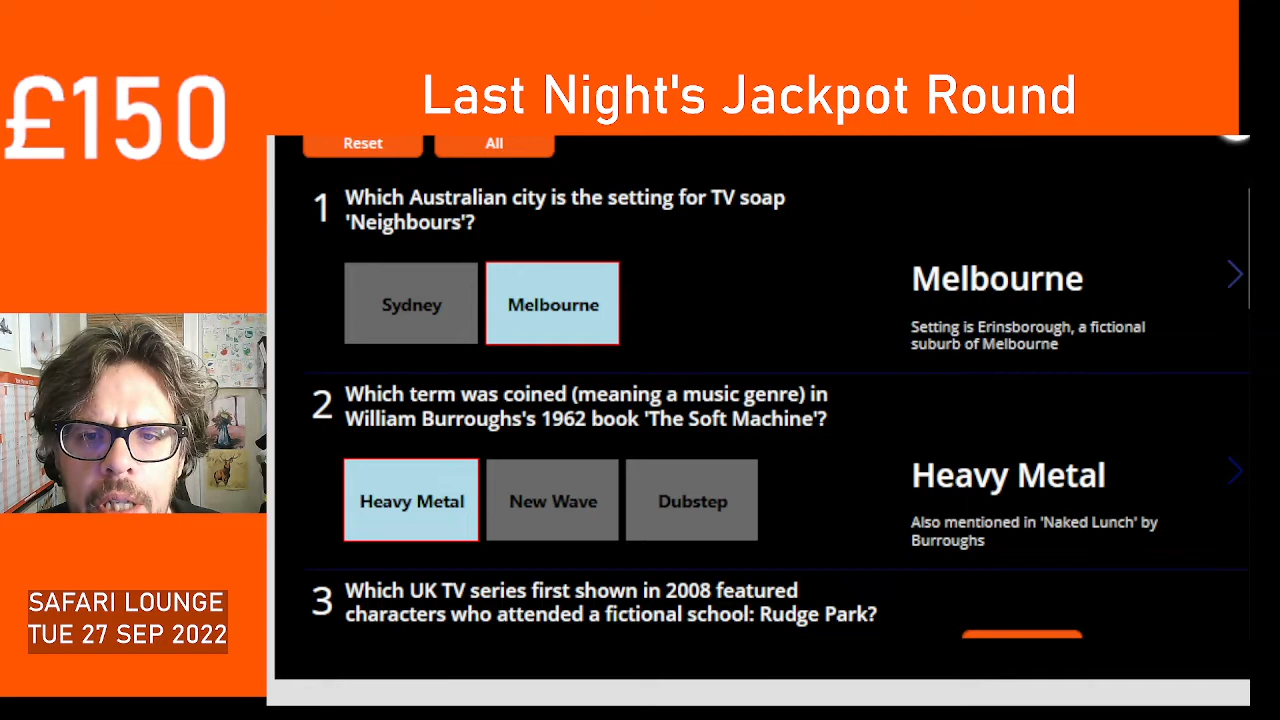 £150
Last Night's Jackpot Round
Reset
All
1
Which Australian city is the setting for TV soap
'Neighbours'?
Sydney
Melbourne
Melbourne
Setting is Erinsborough, a fictional
suburb of Melbourne
2
Which term was coined (meaning a music genre) in
William Burroughs's 1962 book 'The Soft Machine'?
Heavy Metal
New Wave
Dubstep
Heavy Metal
Also mentioned in 'Naked Lunch' by
Burroughs
3
Which UK TV series first shown in 2008 featured
characters who attended a fictional school: Rudge Park?
SAFARI LOUNGE
TUE 27 SEP 2022